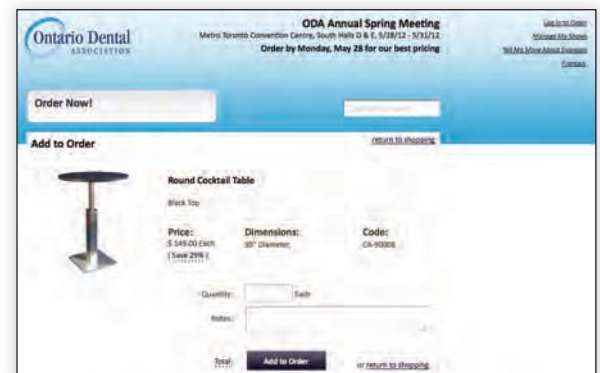 Ontario Dental
ASSOCIATION
ODA Annual Spring Meeting
Metro Toronto Convention Centre, South Halls D & E, 5/28/12 - 5/31/12
Order by Monday, May 28 for our best pricing
Log in to Order
Manage My Shows
Tell Me More About
Français
Order Now!
Add to Order
return to shopping
Round Cocktail Table
Black Top
Price:
Dimensions:
Code:
$ 149.00 Each
30" Diameter
CA-90008
( Save 29% )
Quantity:
Each
Notes:
Total:
Add to Order
or return to shopping